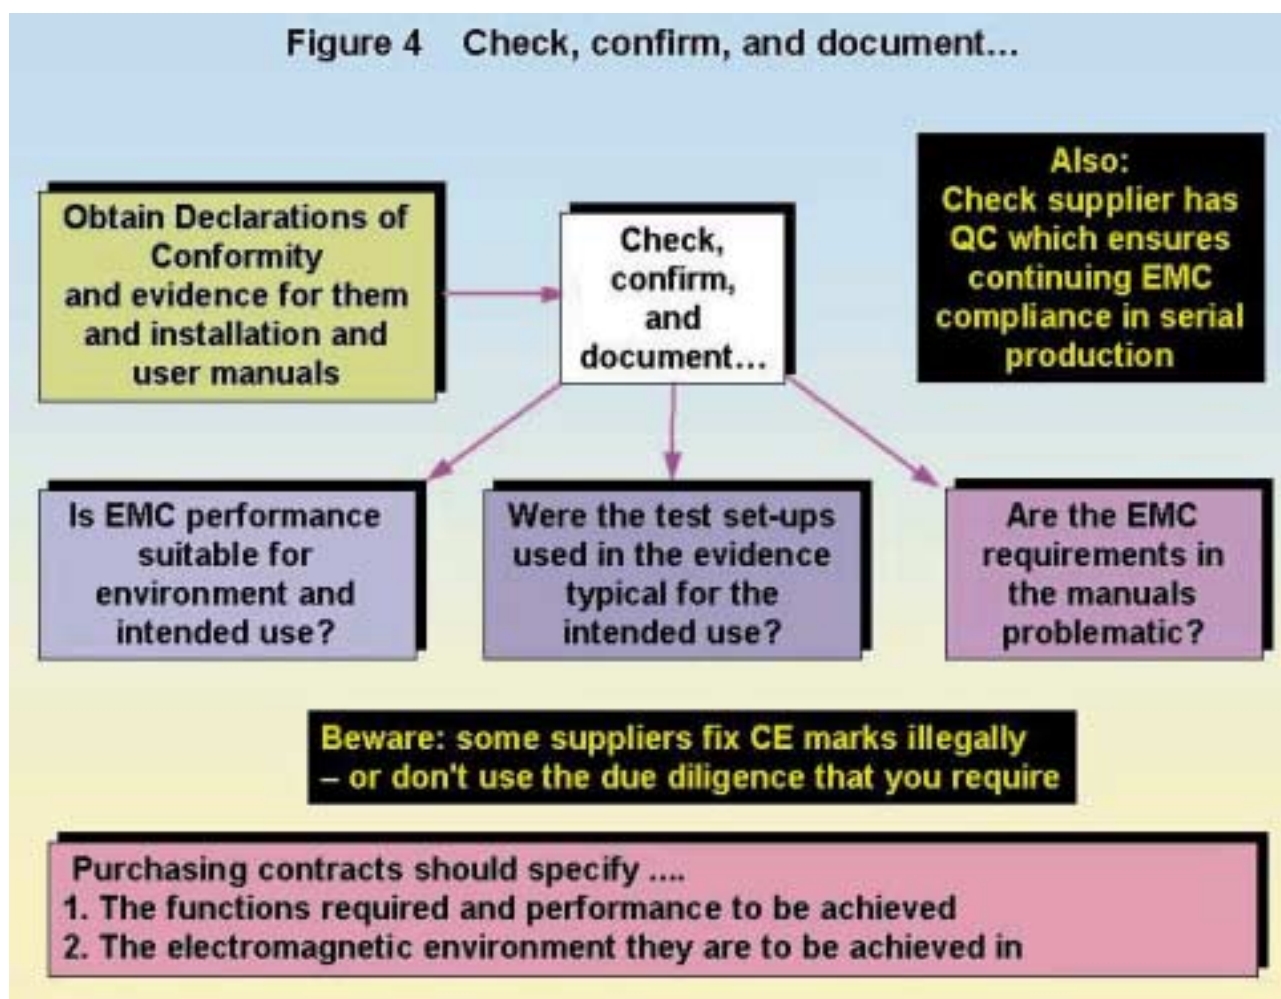 Figure 4 Check, confirm, and document…
Obtain Declarations of
Conformity
and evidence for them
and installation and
user manuals
Check,
confirm,
and
document…
Also:
Check supplier has
QC which ensures
continuing EMC
compliance in serial
production
Is EMC performance
suitable for
environment and
intended use?
Were the test set-ups
used in the evidence
typical for the
intended use?
Are the EMC
requirements in
the manuals
problematic?
Beware: some suppliers fix CE marks illegally
– or don't use the due diligence that you require
Purchasing contracts should specify ....
1. The functions required and performance to be achieved
2. The electromagnetic environment they are to be achieved in